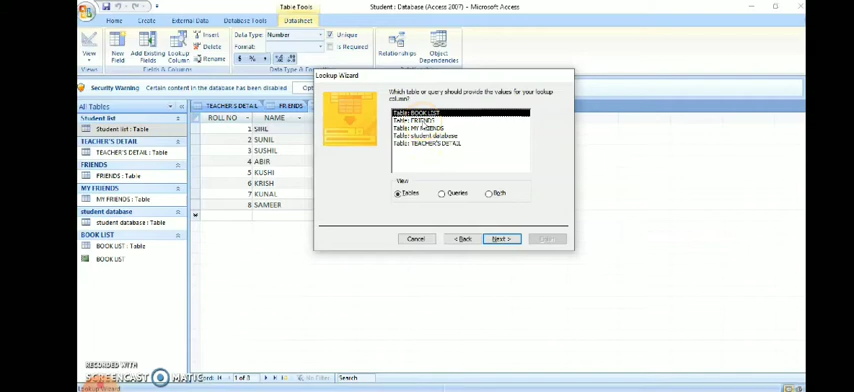 Table Tools
Student : Database (Access 2007) - Microsoft Access
Home Create External Data Database Tools Datasheet
View
New Field
Add Existing Fields
Lookup Column
Insert
Delete
Rename
Data Type: Number
Format:
Unique
Is Required
$ %
Relationships
Object Dependencies
Views
Fields & Columns
Security Warning Certain content in the database has been disabled
All Tables
Student list
Student list : Table
TEACHER'S DETAIL
TEACHER'S DETAIL : Table
FRIENDS
FRIENDS : Table
MY FRIENDS
MY FRIENDS : Table
student database
student database : Table
BOOK LIST
BOOK LIST : Table
BOOK LIST
TEACHER'S DETAIL FRIENDS
ROLL NO NAME
1
2 SUNIL
3 SUSHIL
4 ABIR
5 KUSHI
6 KRISH
7 KUNAL
8 SAMEER
Lookup Wizard
Which table or query should provide the values for your lookup
column?
Table: BOOK LIST
Table: FRIENDS
Table: MY FRIENDS
Table: student database
Table: TEACHER'S DETAIL
View
Tables Queries Both
Cancel < Back Next >
1 of 8 No Filter Search
RECORDED WITH
SCREENCAST MATIC
Lookup Wizard